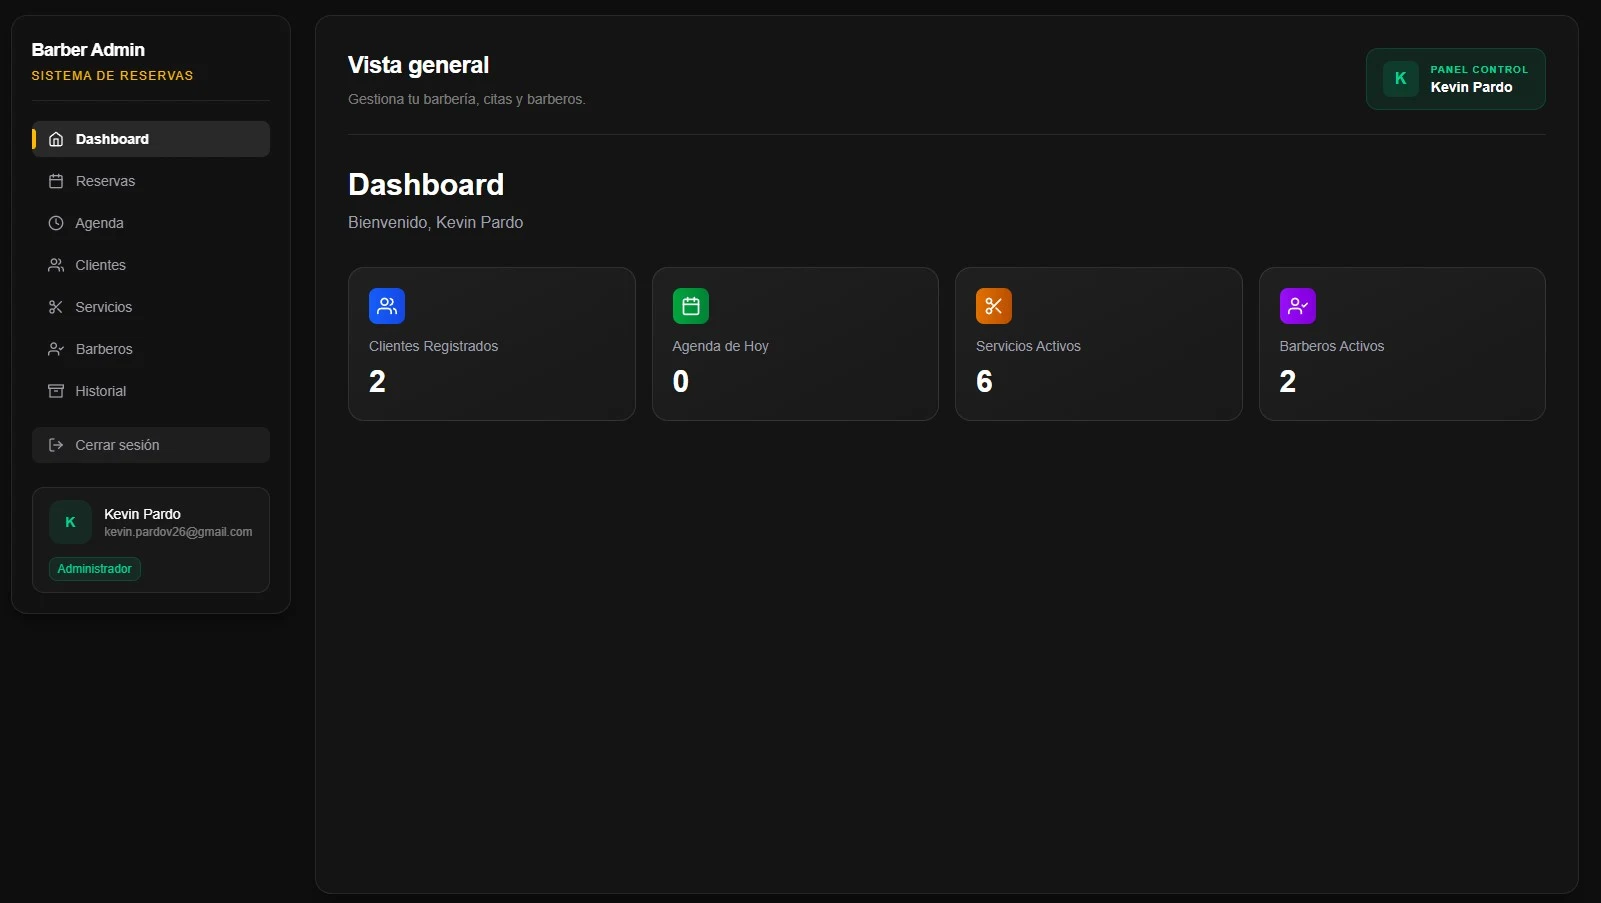 Barber Admin
SISTEMA DE RESERVAS
Dashboard
Reservas
Agenda
Clientes
Servicios
Barberos
Historial
Cerrar sesión
K
Kevin Pardo
kevin.pardov26@gmail.com
Administrador
Vista general
Gestiona tu barbería, citas y barberos.
K
PANEL CONTROL
Kevin Pardo
Dashboard
Bienvenido, Kevin Pardo
Clientes Registrados
2
Agenda de Hoy
0
Servicios Activos
6
Barberos Activos
2